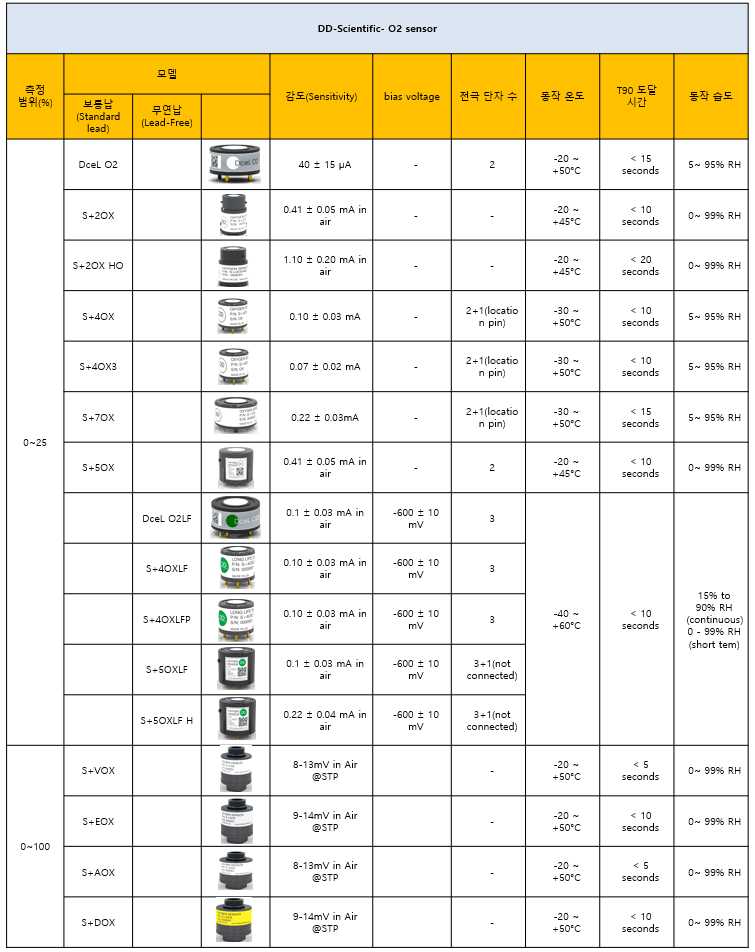 DD-Scientific- O2 sensor
측정
범위(%)
모델
감도(Sensitivity)
bias voltage
전극 단자 수
동작 온도
T90 도달
시간
동작 습도
보통납
(Standard
lead)
무연납
(Lead-Free)
0~25
DceL O2
40 ± 15 µA
-
2
-20 ~
+50°C
< 15
seconds
5~ 95% RH
S+2OX
0.41 ± 0.05 mA in
air
-
-
-20 ~
+45°C
< 10
seconds
0~ 99% RH
S+2OX HO
1.10 ± 0.20 mA in
air
-
-
-20 ~
+45°C
< 20
seconds
0~ 99% RH
S+4OX
0.10 ± 0.03 mA
-
2+1(locatio
n pin)
-30 ~
+50°C
< 10
seconds
5~ 95% RH
S+4OX3
0.07 ± 0.02 mA
-
2+1(locatio
n pin)
-30 ~
+50°C
< 10
seconds
5~ 95% RH
S+7OX
0.22 ± 0.03mA
-
2+1(locatio
n pin)
-30 ~
+50°C
< 15
seconds
5~ 95% RH
S+5OX
0.41 ± 0.05 mA in
air
-
2
-20 ~
+45°C
< 10
seconds
0~ 99% RH
DceL O2LF
0.1 ± 0.03 mA in
air
-600 ± 10
mV
3
-40 ~
+60°C
< 10
seconds
15% to
90% RH
(continuous)
0 - 99% RH
(short tem)
S+4OXLF
0.10 ± 0.03 mA in
air
-600 ± 10
mV
3
S+4OXLFP
0.10 ± 0.03 mA in
air
-600 ± 10
mV
3
S+5OXLF
0.1 ± 0.03 mA in
air
-600 ± 10
mV
3+1(not
connected)
S+5OXLF H
0.22 ± 0.04 mA in
air
-600 ± 10
mV
3+1(not
connected)
0~100
S+VOX
8-13mV in Air
@STP
-
-20 ~
+50°C
< 5
seconds
0~ 99% RH
S+EOX
9-14mV in Air
@STP
-
-20 ~
+50°C
< 10
seconds
0~ 99% RH
S+AOX
8-13mV in Air
@STP
-
-20 ~
+50°C
< 5
seconds
0~ 99% RH
S+DOX
9-14mV in Air
@STP
-
-20 ~
+50°C
< 10
seconds
0~ 99% RH